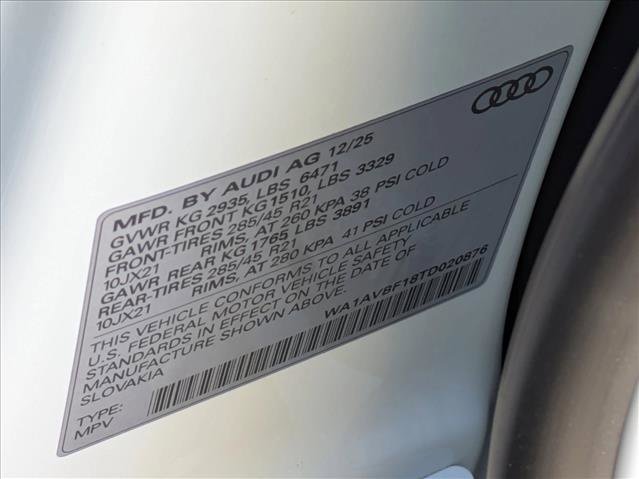 MFD. BY AUDI AG 12/25
GVWR KG 2935, LBS 6471
GAWR FRONT KG1510, LBS 3329
FRONT-TIRES 285/45 R21
10JX21 RIMS, AT 260 KPA 38 PSI COLD
GAWR REAR KG 1765 LBS 3891
REAR-TIRES 285/45 R21
10JX21 RIMS, AT 280 KPA 41 PSI COLD
THIS VEHICLE CONFORMS TO ALL APPLICABLE
U.S. FEDERAL MOTOR VEHICLE SAFETY
STANDARDS IN EFFECT ON THE DATE OF
MANUFACTURE SHOWN ABOVE.
SLOVAKIA
WA1AVBF18TD020876
TYPE:
MPV